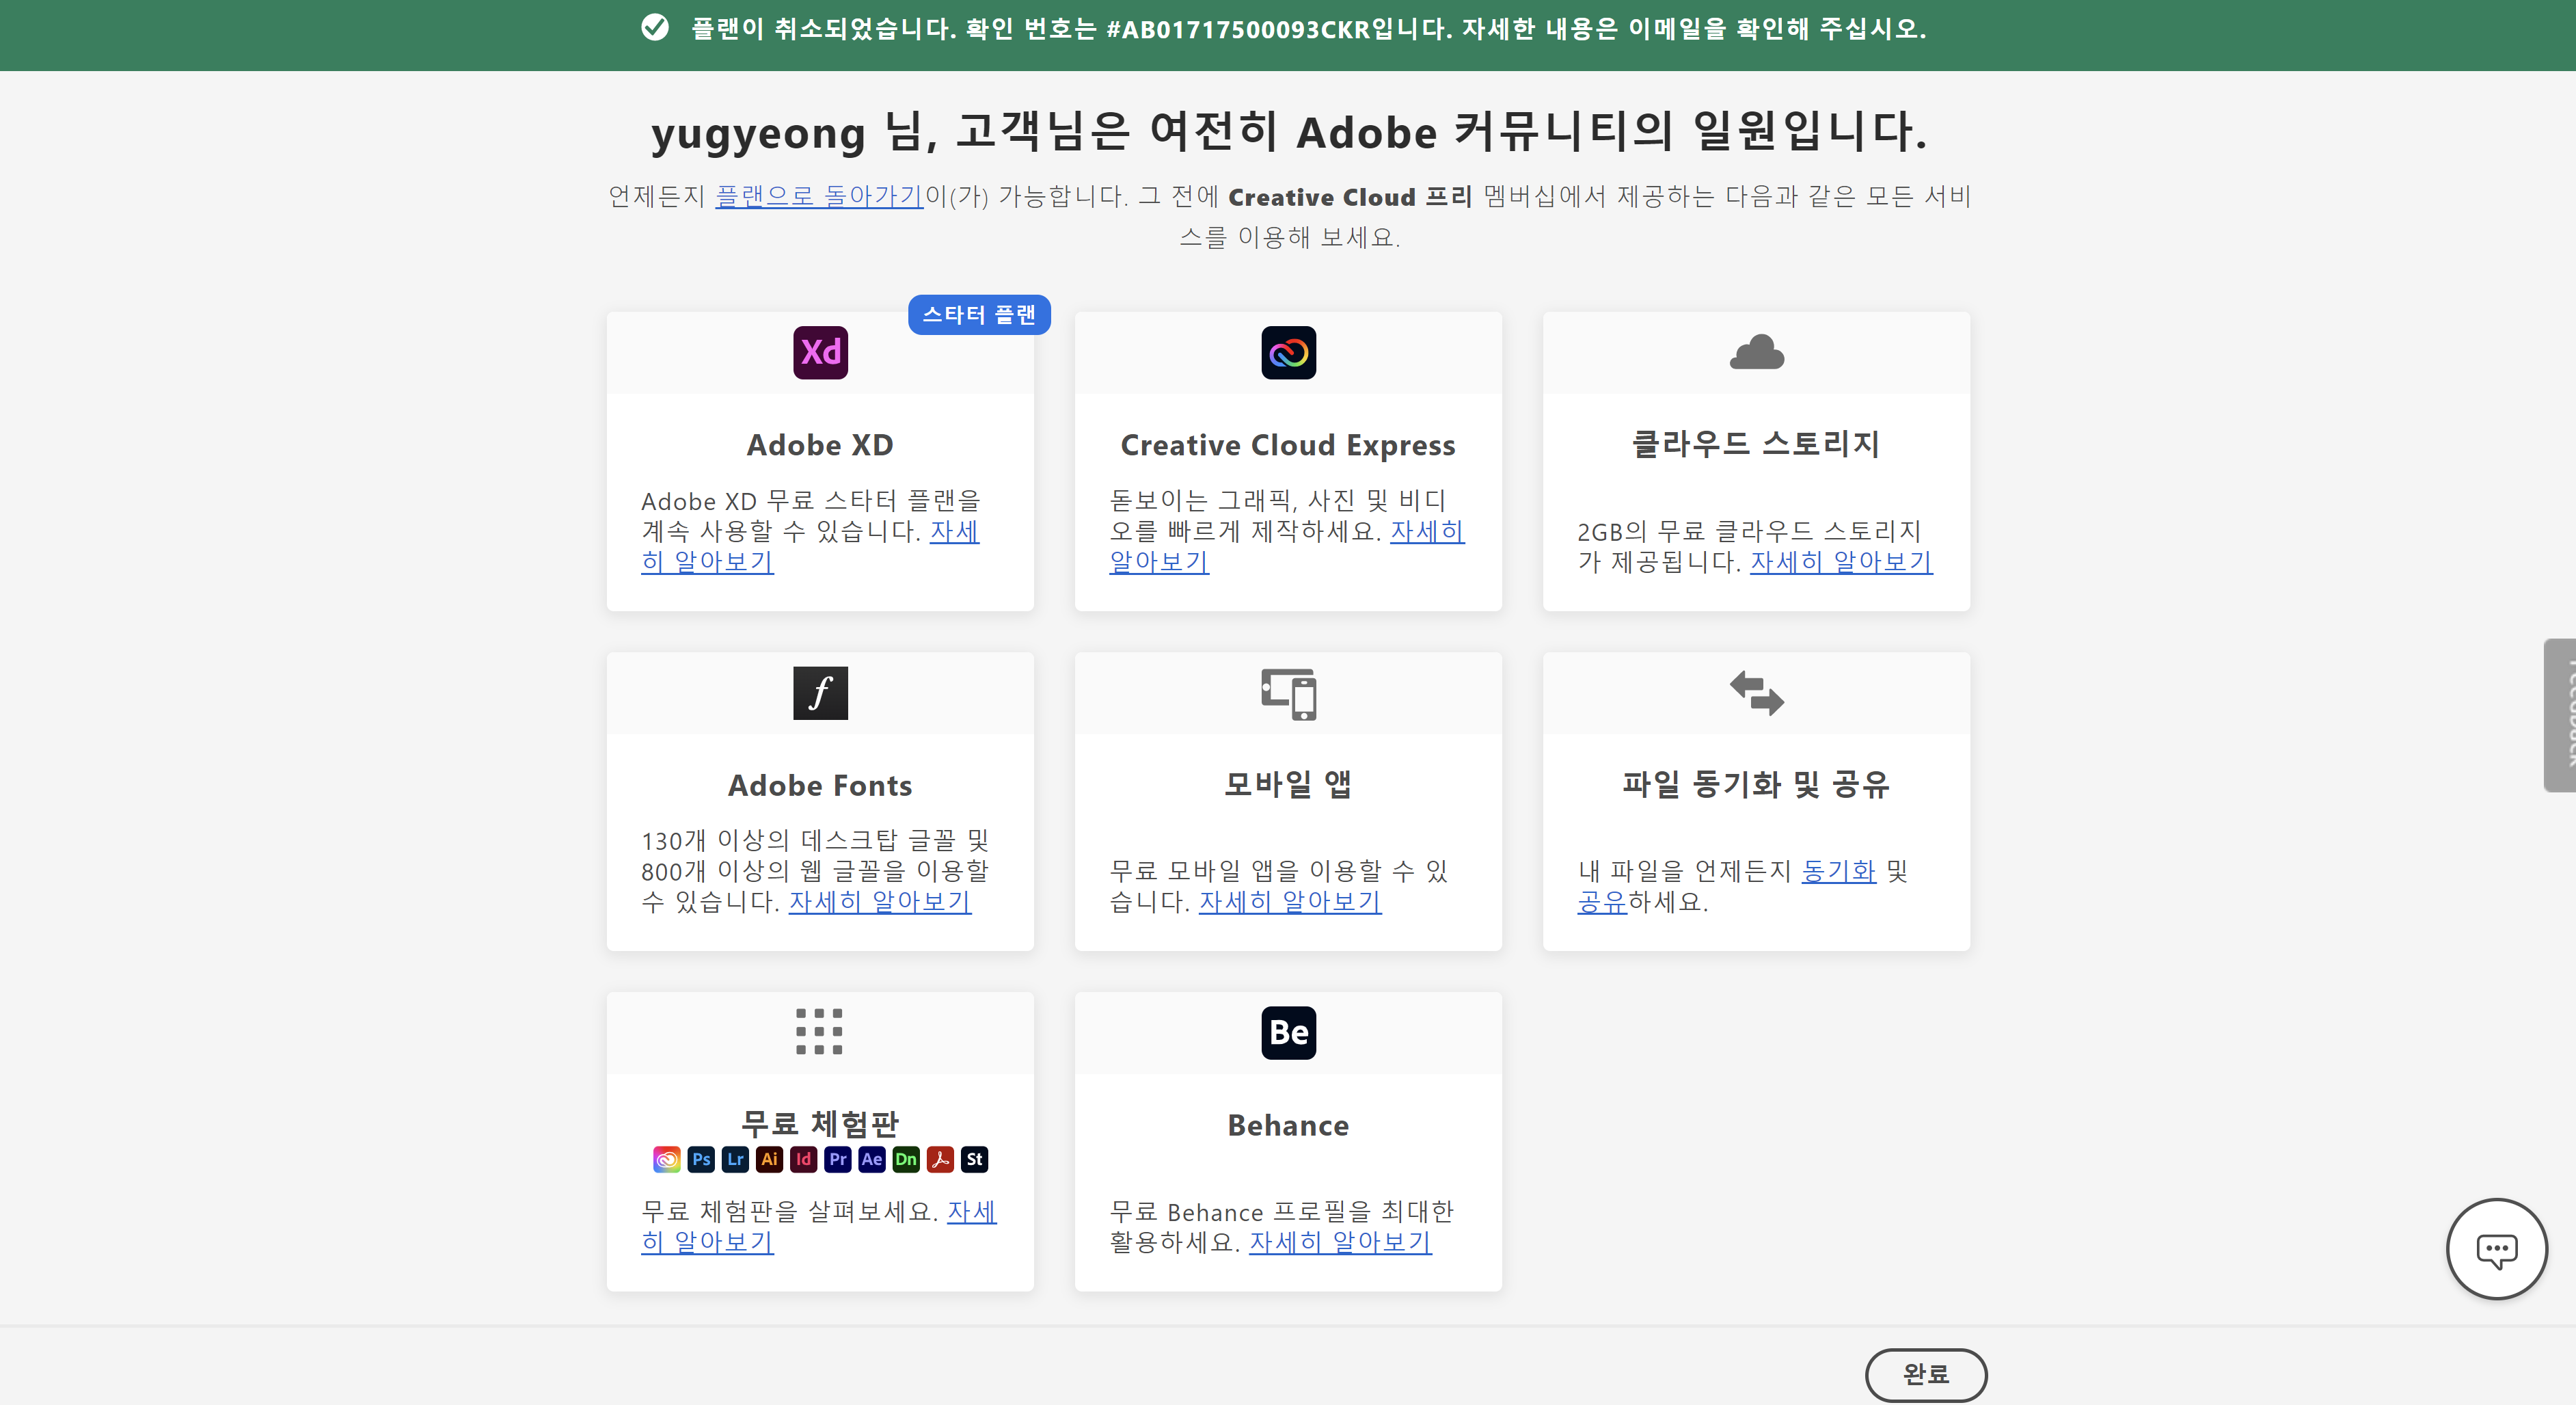 플랜이 취소되었습니다. 확인 번호는 #AB01717500093CKR입니다. 자세한 내용은 이메일을 확인해 주십시오.
yugyeong 님, 고객님은 여전히 Adobe 커뮤니티의 일원입니다.
언제든지 플랜으로 돌아가기이(가) 가능합니다. 그 전에 Creative Cloud 프리 멤버십에서 제공하는 다음과 같은 모든 서비
스를 이용해 보세요.
스타터 플랜
Xd
Adobe XD
Adobe XD 무료 스타터 플랜을
계속 사용할 수 있습니다. 자세
히 알아보기
Creative Cloud Express
돋보이는 그래픽, 사진 및 비디
오를 빠르게 제작하세요. 자세히
알아보기
클라우드 스토리지
2GB의 무료 클라우드 스토리지
가 제공됩니다. 자세히 알아보기
f
Adobe Fonts
130개 이상의 데스크탑 글꼴 및
800개 이상의 웹 글꼴을 이용할
수 있습니다. 자세히 알아보기
모바일 앱
무료 모바일 앱을 이용할 수 있
습니다. 자세히 알아보기
파일 동기화 및 공유
내 파일을 언제든지 동기화 및
공유하세요.
무료 체험판
Ps Lr Ai Id Pr Ae Dn St
무료 체험판을 살펴보세요. 자세
히 알아보기
Be
Behance
무료 Behance 프로필을 최대한
활용하세요. 자세히 알아보기
Feedback
완료